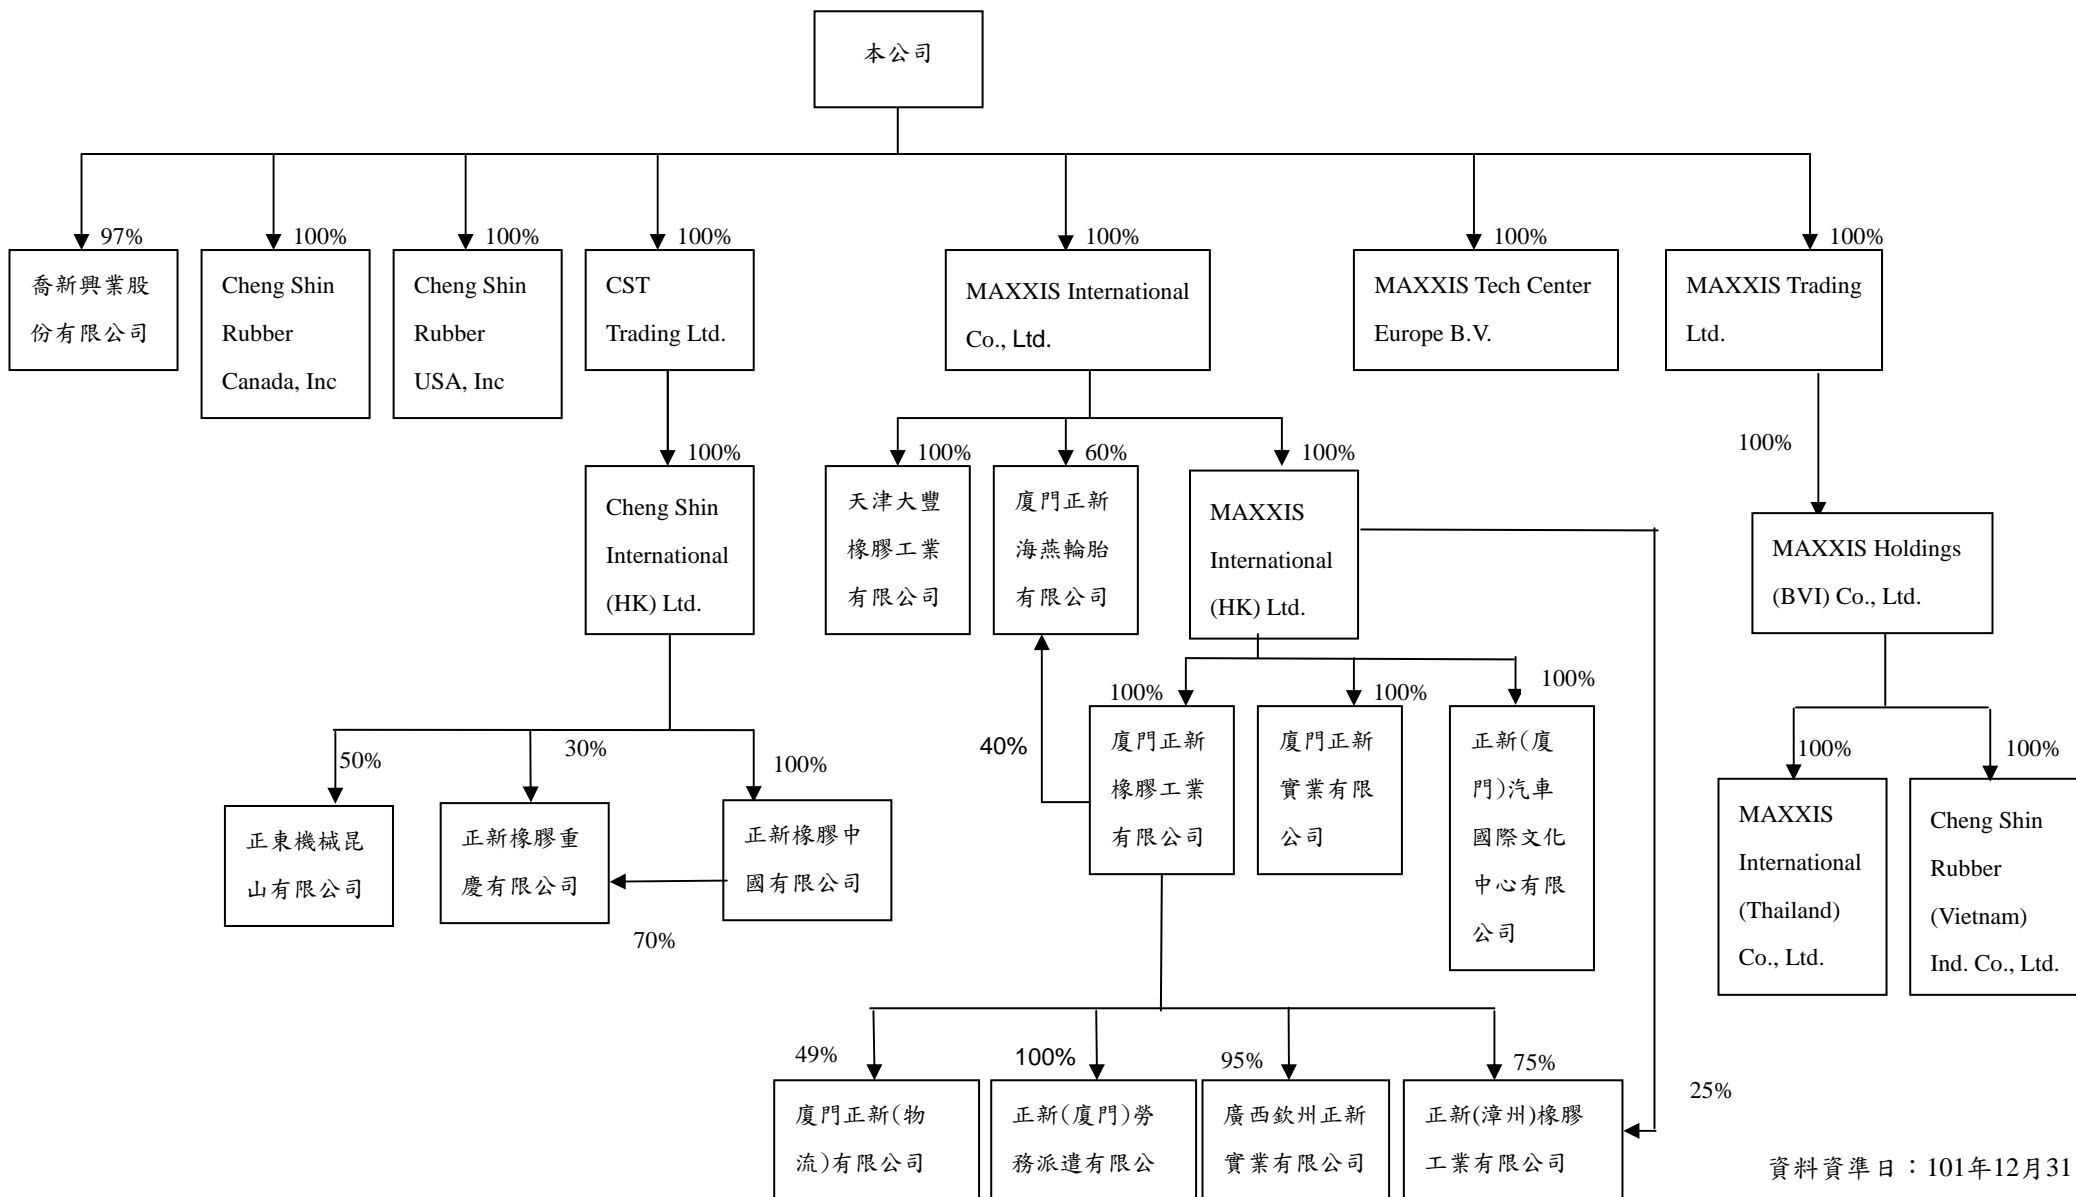 本公司
97%
100%
100%
100%
100%
100%
100%
喬新興業股
份有限公司
Cheng Shin
Rubber
Canada, Inc
Cheng Shin
Rubber
USA, Inc
CST
Trading Ltd.
MAXXIS International
Co., Ltd.
MAXXIS Tech Center
Europe B.V.
MAXXIS Trading
Ltd.
100%
100%
60%
100%
100%
Cheng Shin
International
(HK) Ltd.
天津大豐
橡膠工業
有限公司
廈門正新
海燕輪胎
有限公司
MAXXIS
International
(HK) Ltd.
MAXXIS Holdings
(BVI) Co., Ltd.
50%
30%
100%
40%
100%
100%
100%
100%
100%
正東機械昆
山有限公司
正新橡膠重
慶有限公司
正新橡膠中
國有限公司
70%
廈門正新
橡膠工業
有限公司
廈門正新
實業有限
公司
正新(廈
門)汽車
國際文化
中心有限
公司
MAXXIS
International
(Thailand)
Co., Ltd.
Cheng Shin
Rubber
(Vietnam)
Ind. Co., Ltd.
49%
100%
95%
75%
25%
廈門正新(物
流)有限公司
正新(廈門)勞
務派遣有限公
廣西欽州正新
實業有限公司
正新(漳州)橡膠
工業有限公司
資料資準日：101年12月31